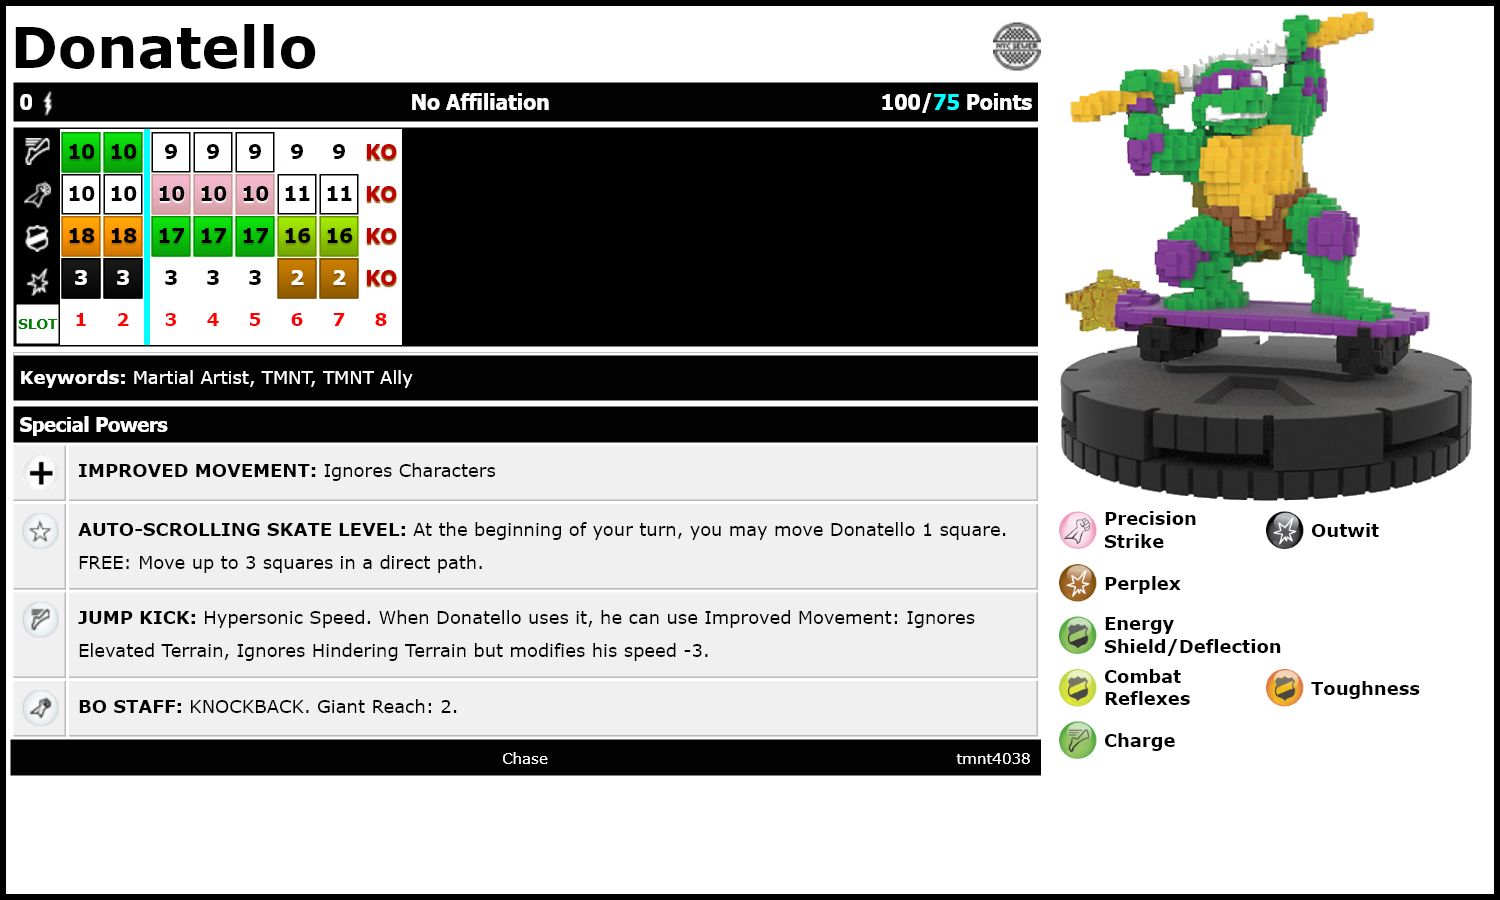 Donatello
NYC SEWER
0 No Affiliation 100/75 Points
10 10 9 9 9 9 9 KO
10 10 10 10 10 11 11 KO
18 18 17 17 17 16 16 KO
3 3 3 3 3 2 2 KO
SLOT 1 2 3 4 5 6 7 8
Keywords: Martial Artist, TMNT, TMNT Ally
Special Powers
IMPROVED MOVEMENT: Ignores Characters
AUTO-SCROLLING SKATE LEVEL: At the beginning of your turn, you may move Donatello 1 square.
FREE: Move up to 3 squares in a direct path.
JUMP KICK: Hypersonic Speed. When Donatello uses it, he can use Improved Movement: Ignores
Elevated Terrain, Ignores Hindering Terrain but modifies his speed -3.
BO STAFF: KNOCKBACK. Giant Reach: 2.
Chase tmnt4038
Precision
Strike
Outwit
Perplex
Energy
Shield/Deflection
Combat
Reflexes
Toughness
Charge